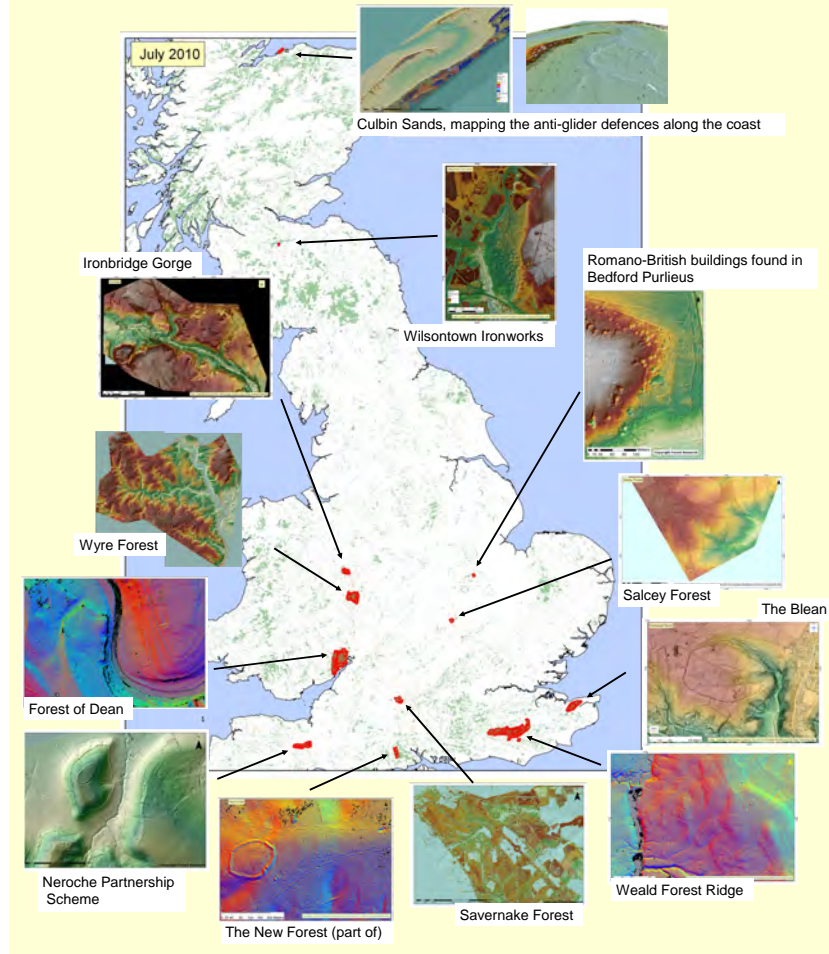 July 2010
Culbin Sands, mapping the anti-glider defences along the coast
Ironbridge Gorge
Romano-British buildings found in
Bedford Purlieus
Wilsontown Ironworks
Wyre Forest
Salcey Forest
The Blean
Forest of Dean
Neroche Partnership
Scheme
The New Forest (part of)
Savernake Forest
Weald Forest Ridge